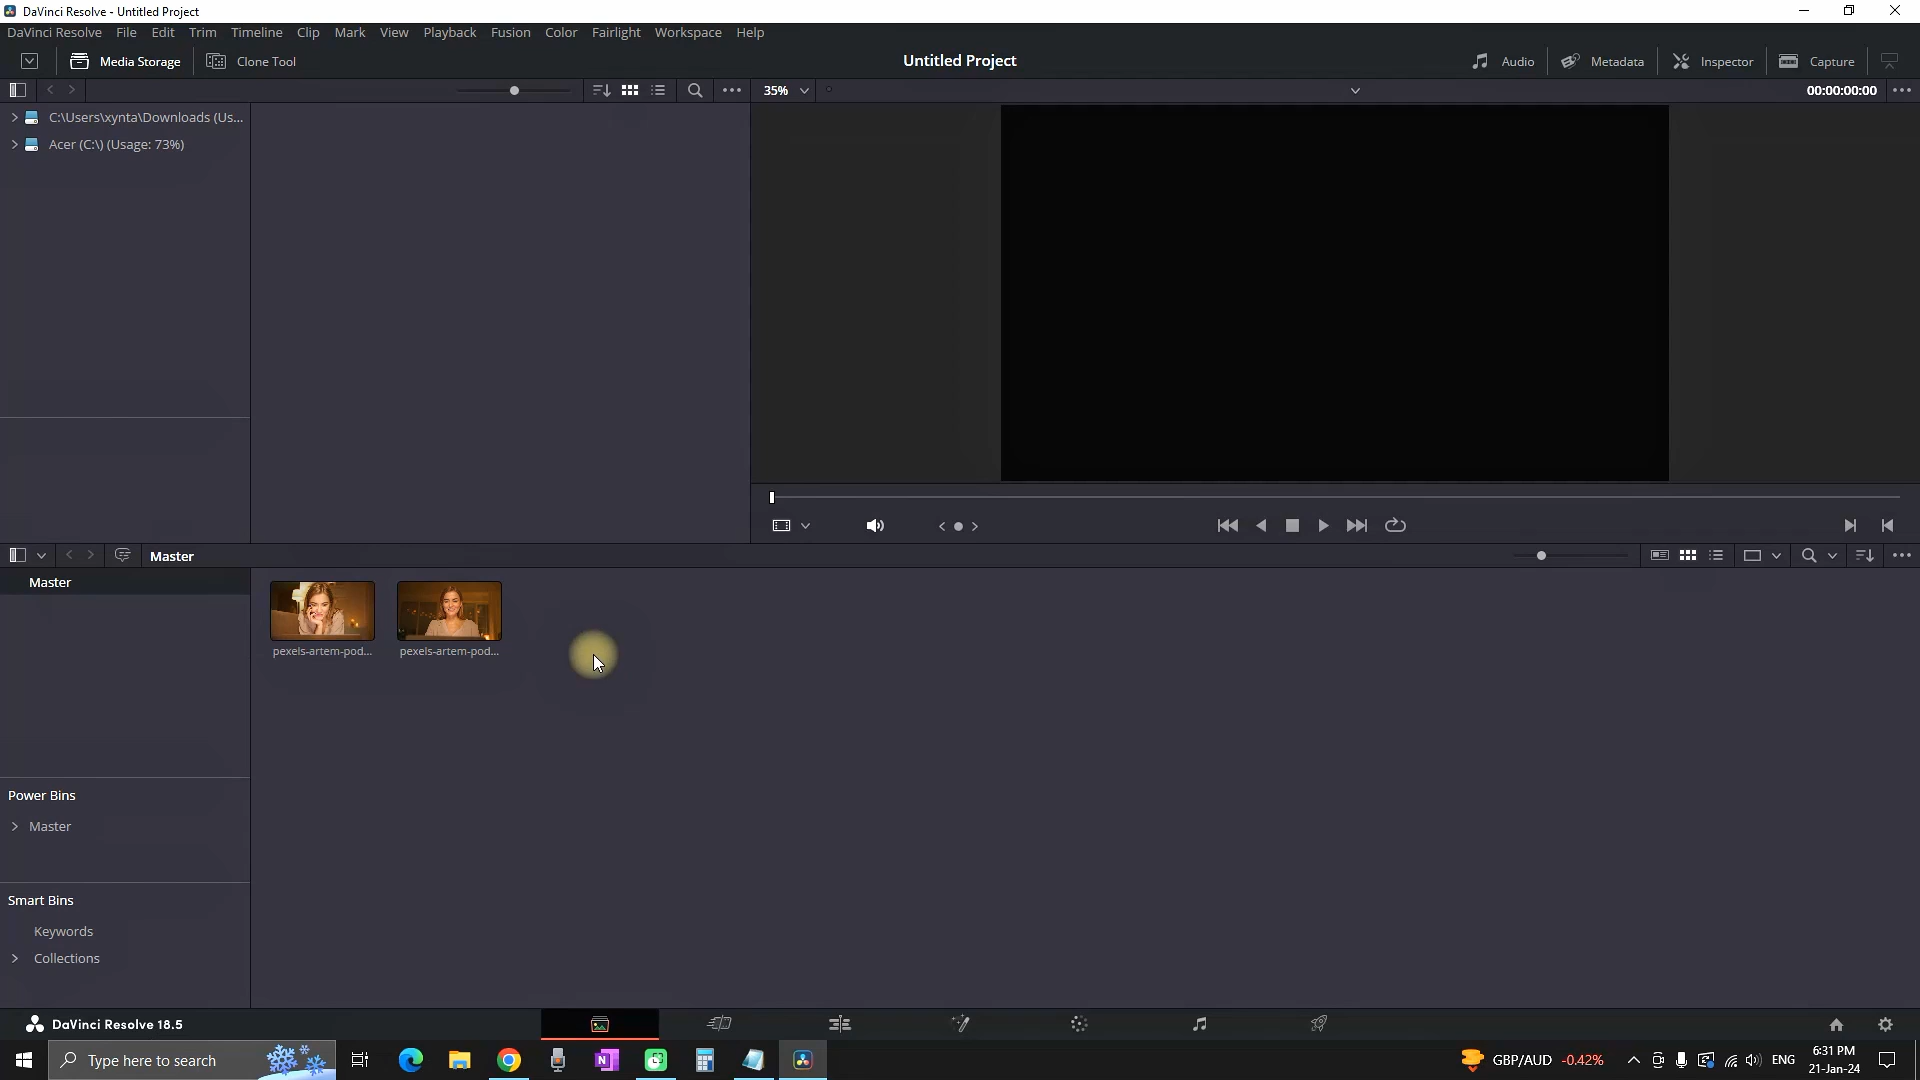 DaVinci Resolve - Untitled Project
DaVinci Resolve File Edit Trim Timeline Clip Mark View Playback Fusion Color Fairlight Workspace Help
Media Storage Clone Tool Untitled Project Audio Metadata Inspector Capture
35% 00:00:00:00
C:\Users\xynta\Downloads (Us...
Acer (C:\) (Usage: 73%)
Master
Master
pexels-artem-pod... pexels-artem-pod...
Power Bins
Master
Smart Bins
Keywords
Collections
DaVinci Resolve 18.5
Type here to search GBP/AUD -0.42% ENG 6:31 PM
21-Jan-24